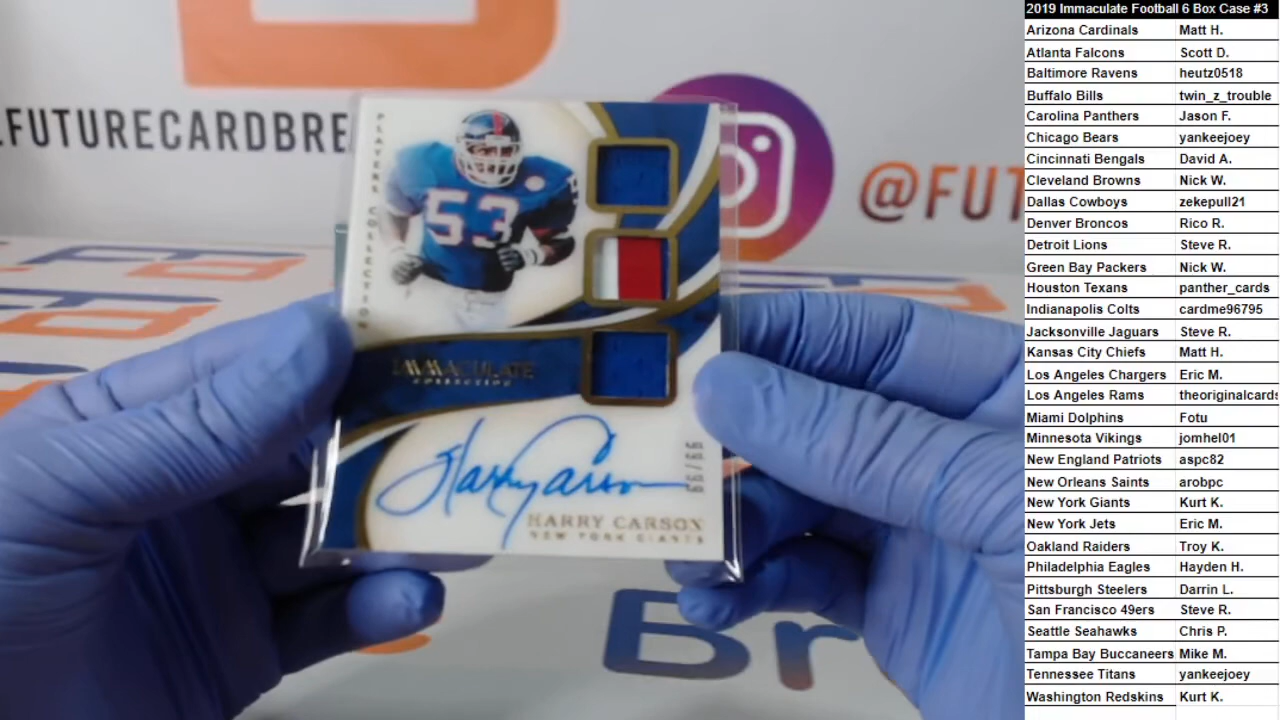 .FUTURECARDBRE
@FUT
PLAYERS COLLECTION
53
IMMACULATE
COLLECTION
Harry Carson
HARRY CARSON
NEW YORK GIANTS
Br
2019 Immaculate Football 6 Box Case #3
Arizona Cardinals Matt H.
Atlanta Falcons Scott D.
Baltimore Ravens heutz0518
Buffalo Bills twin_z_trouble
Carolina Panthers Jason F.
Chicago Bears yankeejoey
Cincinnati Bengals David A.
Cleveland Browns Nick W.
Dallas Cowboys zekepull21
Denver Broncos Rico R.
Detroit Lions Steve R.
Green Bay Packers Nick W.
Houston Texans panther_cards
Indianapolis Colts cardme96795
Jacksonville Jaguars Steve R.
Kansas City Chiefs Matt H.
Los Angeles Chargers Eric M.
Los Angeles Rams theoriginalcards
Miami Dolphins Fotu
Minnesota Vikings jomhel01
New England Patriots aspc82
New Orleans Saints arobpc
New York Giants Kurt K.
New York Jets Eric M.
Oakland Raiders Troy K.
Philadelphia Eagles Hayden H.
Pittsburgh Steelers Darrin L.
San Francisco 49ers Steve R.
Seattle Seahawks Chris P.
Tampa Bay Buccaneers Mike M.
Tennessee Titans yankeejoey
Washington Redskins Kurt K.